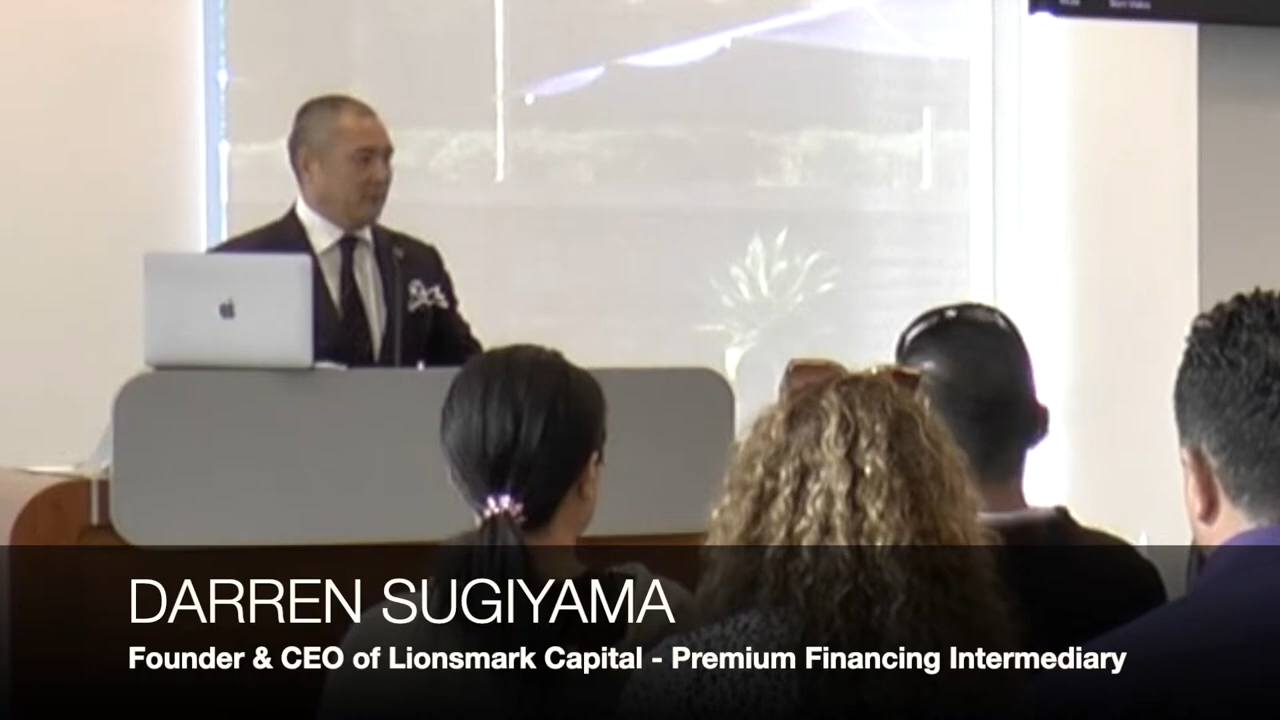 DARREN SUGIYAMA
Founder & CEO of Lionsmark Capital - Premium Financing Intermediary